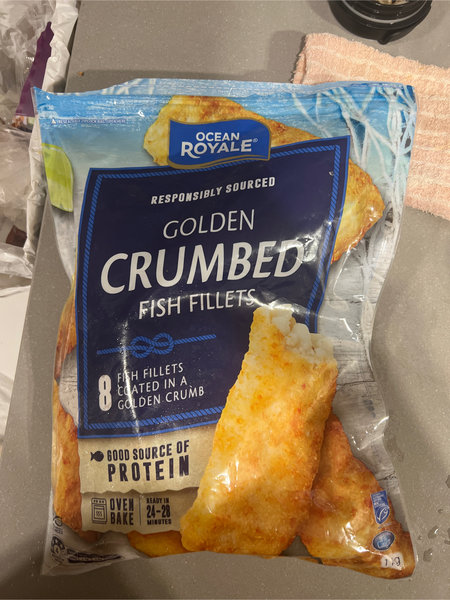 OCEAN
ROYALE®
RESPONSIBLY SOURCED
GOLDEN
CRUMBED
FISH FILLETS
8
FISH FILLETS
COATED IN A
GOLDEN CRUMB
GOOD SOURCE OF
PROTEIN
OVEN
BAKE
READY IN
24-28
MINUTES